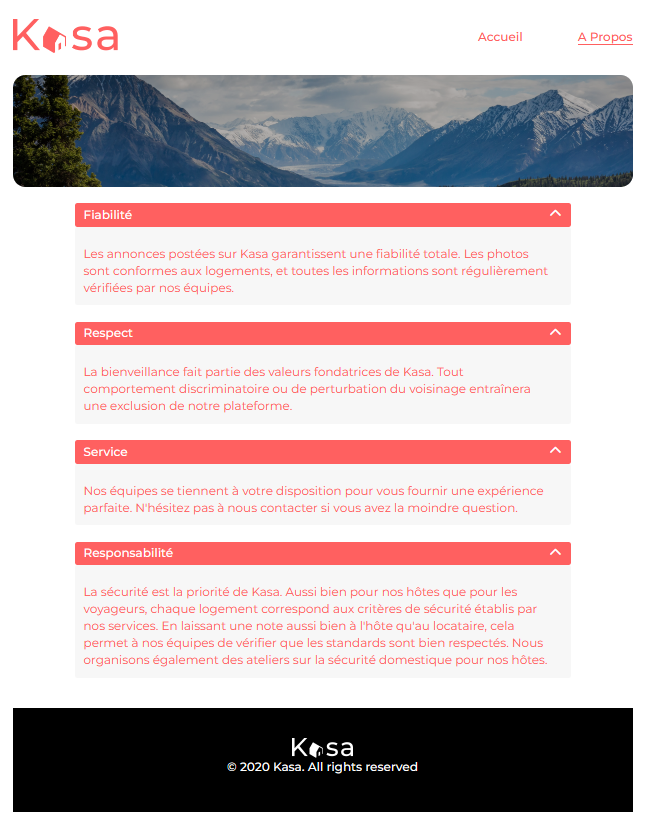 Kasa
Accueil
A Propos
Fiabilité
Les annonces postées sur Kasa garantissent une fiabilité totale. Les photos
sont conformes aux logements, et toutes les informations sont régulièrement
vérifiées par nos équipes.
Respect
La bienveillance fait partie des valeurs fondatrices de Kasa. Tout
comportement discriminatoire ou de perturbation du voisinage entraînera
une exclusion de notre plateforme.
Service
Nos équipes se tiennent à votre disposition pour vous fournir une expérience
parfaite. N'hésitez pas à nous contacter si vous avez la moindre question.
Responsabilité
La sécurité est la priorité de Kasa. Aussi bien pour nos hôtes que pour les
voyageurs, chaque logement correspond aux critères de sécurité établis par
nos services. En laissant une note aussi bien à l'hôte qu'au locataire, cela
permet à nos équipes de vérifier que les standards sont bien respectés. Nous
organisons également des ateliers sur la sécurité domestique pour nos hôtes.
Kasa
© 2020 Kasa. All rights reserved